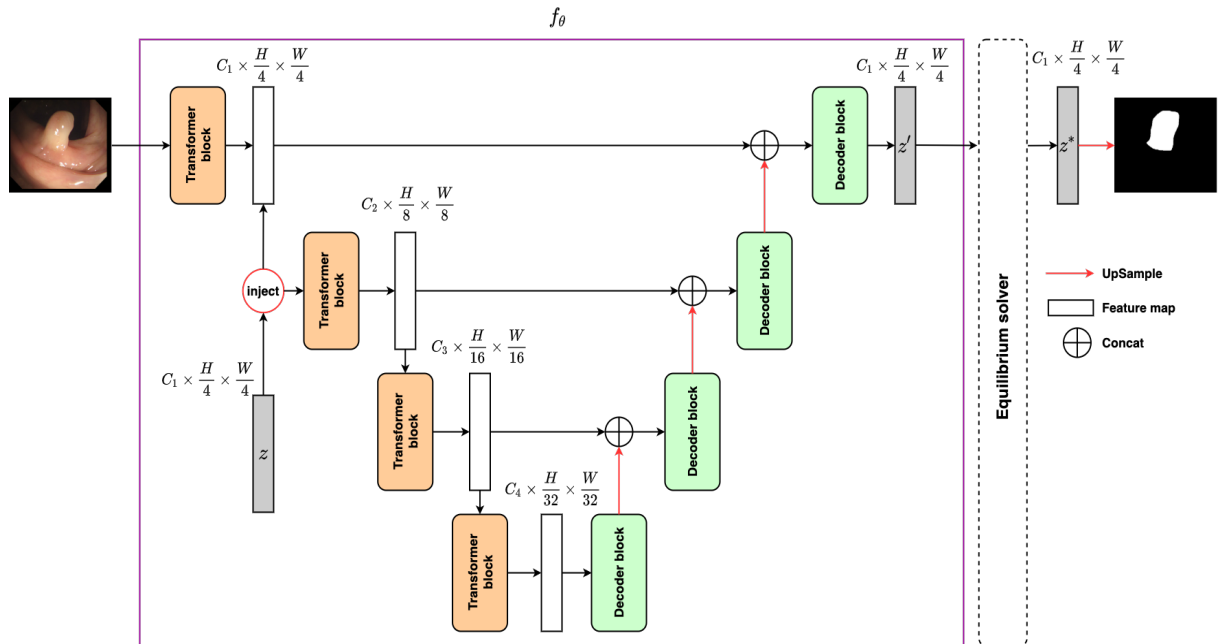 f_θ
C_1 × H/4 × W/4
C_1 × H/4 × W/4
C_1 × H/4 × W/4
Transformer block
Decoder block
z′
z*
C_2 × H/8 × W/8
Transformer block
Decoder block
inject
UpSample
Feature map
Concat
Equilibrium solver
C_3 × H/16 × W/16
C_1 × H/4 × W/4
Transformer block
Decoder block
z
C_4 × H/32 × W/32
Transformer block
Decoder block